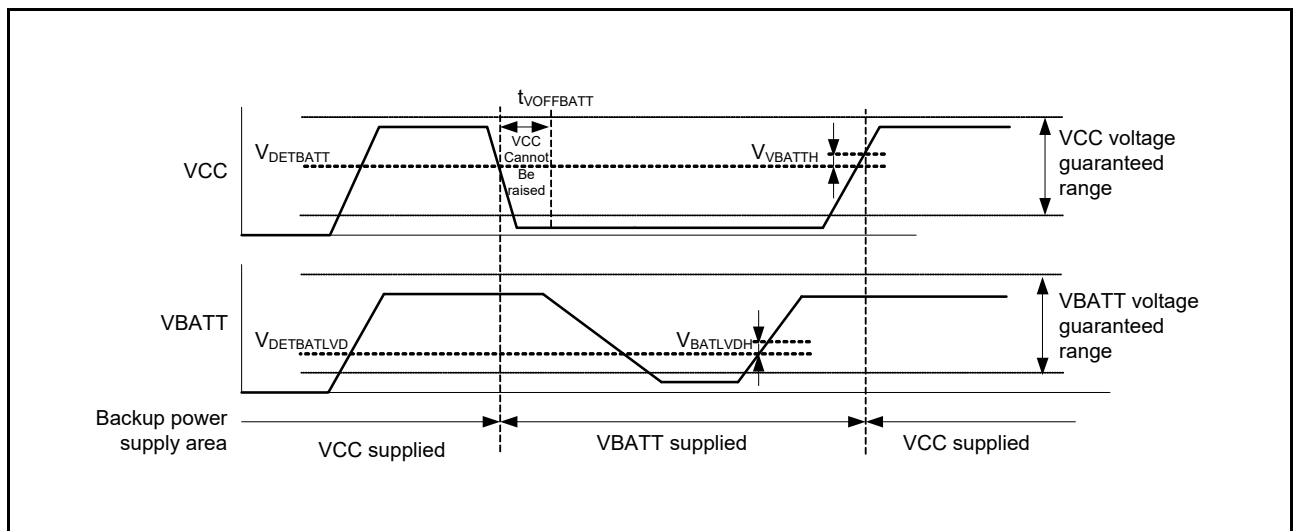 tVOFFBATT
VCC
Cannot
Be
raised
VCC
VDETBATT
VVBATTH
VCC voltage
guaranteed
range
VBATT
VDETBATLVD
VBATLVDH
VBATT voltage
guaranteed
range
Backup power
supply area
VCC supplied
VBATT supplied
VCC supplied